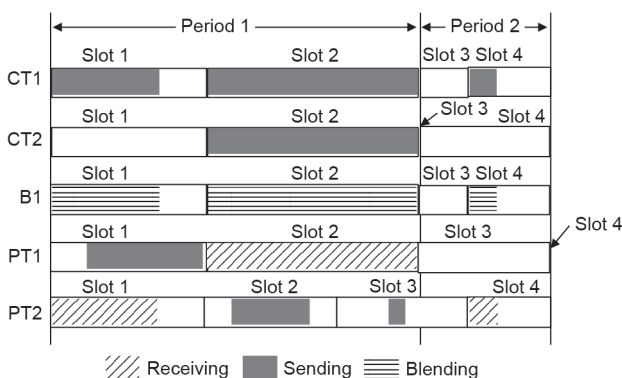 Period 1 Period 2
Slot 1 Slot 2 Slot 3 Slot 4
CT1
Slot 3
Slot 1 Slot 2 Slot 4
CT2
Slot 1 Slot 2 Slot 3 Slot 4
B1
Slot 1 Slot 2 Slot 3 Slot 4
PT1
Slot 1 Slot 2 Slot 3 Slot 4
PT2
Receiving Sending Blending